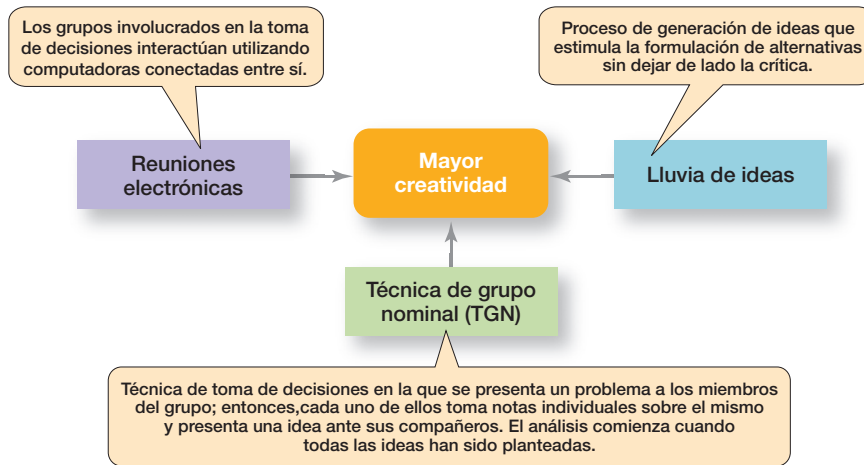 Los grupos involucrados en la toma
de decisiones interactúan utilizando
computadoras conectadas entre sí.
Proceso de generación de ideas que
estimula la formulación de alternativas
sin dejar de lado la crítica.
Reuniones
electrónicas
Mayor
creatividad
Lluvia de ideas
Técnica de grupo
nominal (TGN)
Técnica de toma de decisiones en la que se presenta un problema a los miembros
del grupo; entonces,cada uno de ellos toma notas individuales sobre el mismo
y presenta una idea ante sus compañeros. El análisis comienza cuando
todas las ideas han sido planteadas.